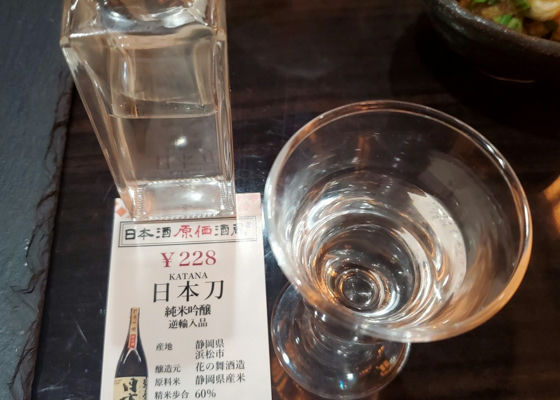 日本酒原価酒蔵
¥228
KATANA
日本刀
純米吟醸
逆輸入品
産地 静岡県
浜松市
醸造元 花の舞酒造
原料米 静岡県産米
精米歩合 60%